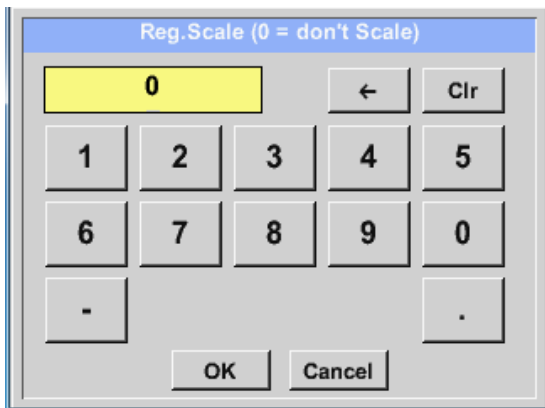 Reg.Scale (0 = don't Scale)
0 ← Clr
1 2 3 4 5
6 7 8 9 0
- .
OK Cancel